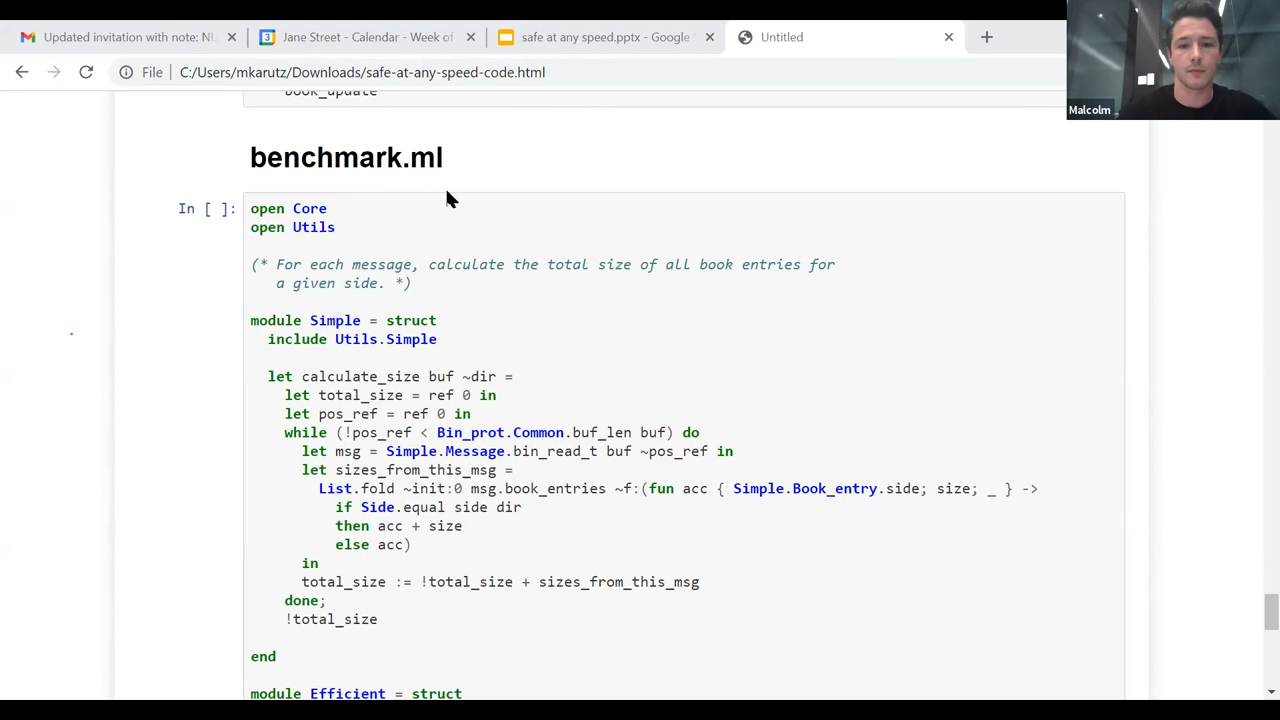 Updated invitation with note: NU
Jane Street - Calendar - Week of
safe at any speed.pptx - Google
Untitled
File
C:/Users/mkarutz/Downloads/safe-at-any-speed-code.html
Malcolm
book_update
benchmark.ml
In [ ]:
open Core
open Utils
(* For each message, calculate the total size of all book entries for
a given side. *)
module Simple = struct
include Utils.Simple
let calculate_size buf ~dir =
let total_size = ref 0 in
let pos_ref = ref 0 in
while (!pos_ref < Bin_prot.Common.buf_len buf) do
let msg = Simple.Message.bin_read_t buf ~pos_ref in
let sizes_from_this_msg =
List.fold ~init:0 msg.book_entries ~f:(fun acc { Simple.Book_entry.side; size; _ } ->
if Side.equal side dir
then acc + size
else acc)
in
total_size := !total_size + sizes_from_this_msg
done;
!total_size
end
module Efficient = struct